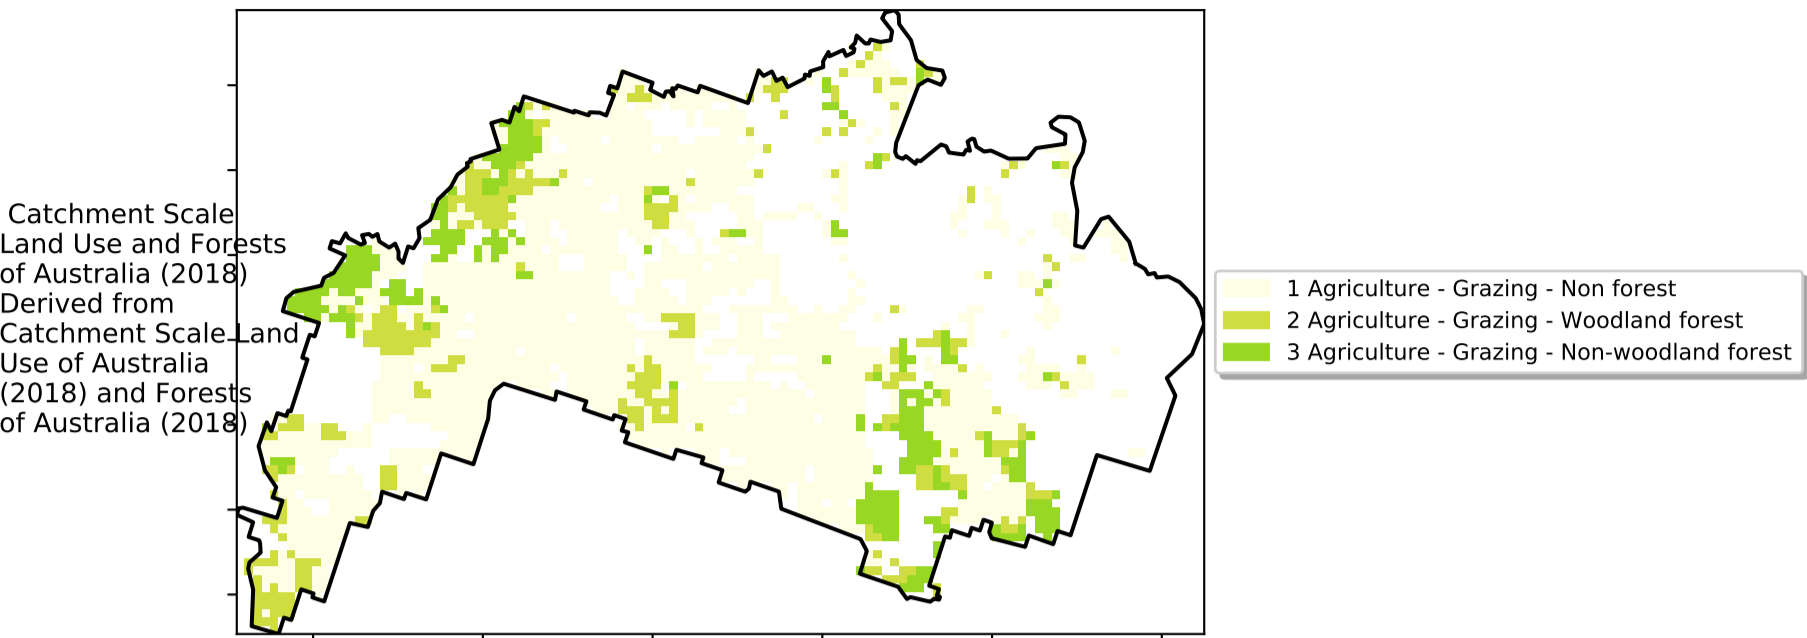 Catchment Scale
Land Use and Forests
of Australia (2018)
Derived from
Catchment Scale Land
Use of Australia
(2018) and Forests
of Australia (2018)
1 Agriculture - Grazing - Non forest
2 Agriculture - Grazing - Woodland forest
3 Agriculture - Grazing - Non-woodland forest